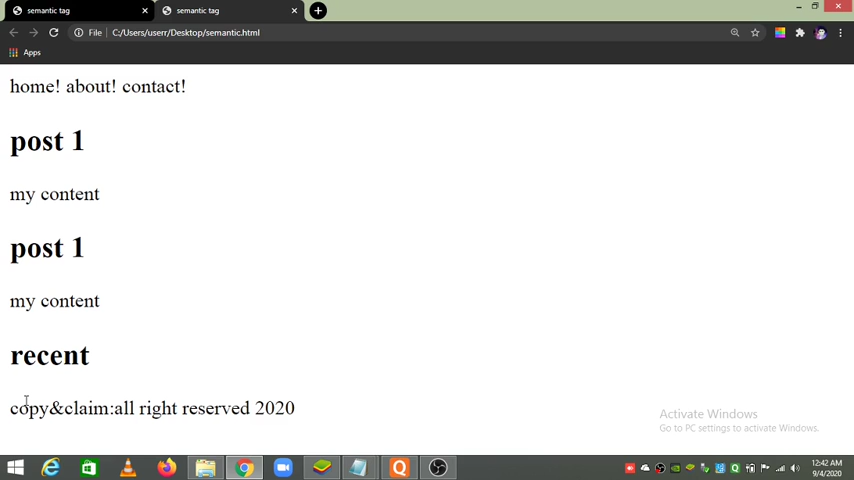 semantic tag
semantic tag
File C:/Users/userr/Desktop/semantic.html
Apps
home! about! contact!
post 1
my content
post 1
my content
recent
copy&claim:all right reserved 2020
Activate Windows
Go to PC settings to activate Windows.
12:42 AM
9/4/2020